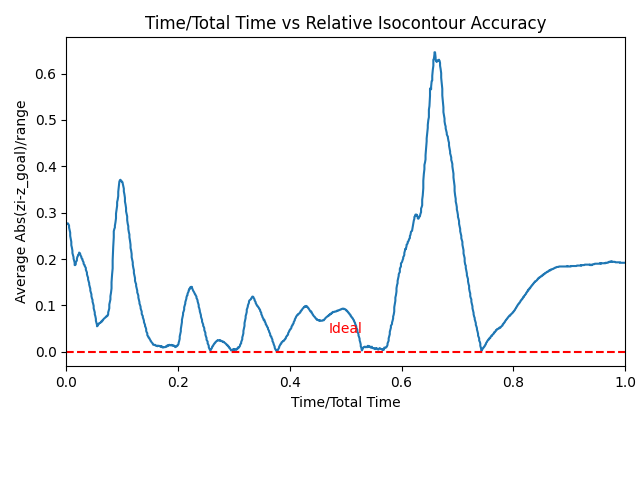 Time/Total Time vs Relative Isocontour Accuracy
Average Abs(zi-z_goal)/range
0.6
0.5
0.4
0.3
0.2
0.1
0.0
Ideal
0.0 0.2 0.4 0.6 0.8 1.0
Time/Total Time